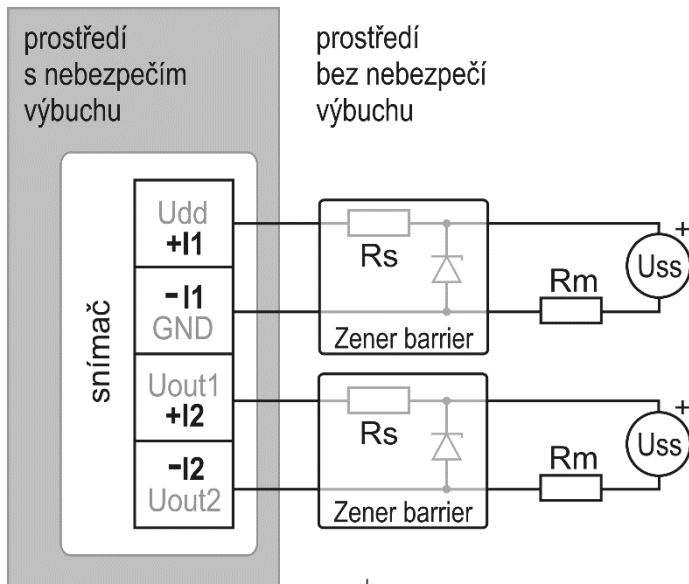 prostředí
s nebezpečím
výbuchu
prostředí
bez nebezpečí
výbuchu
snímač
Udd
+I1
-I1
GND
Uout1
+I2
-I2
Uout2
Rs
Zener barrier
Rm
+
Uss
Rs
Zener barrier
Rm
+
Uss